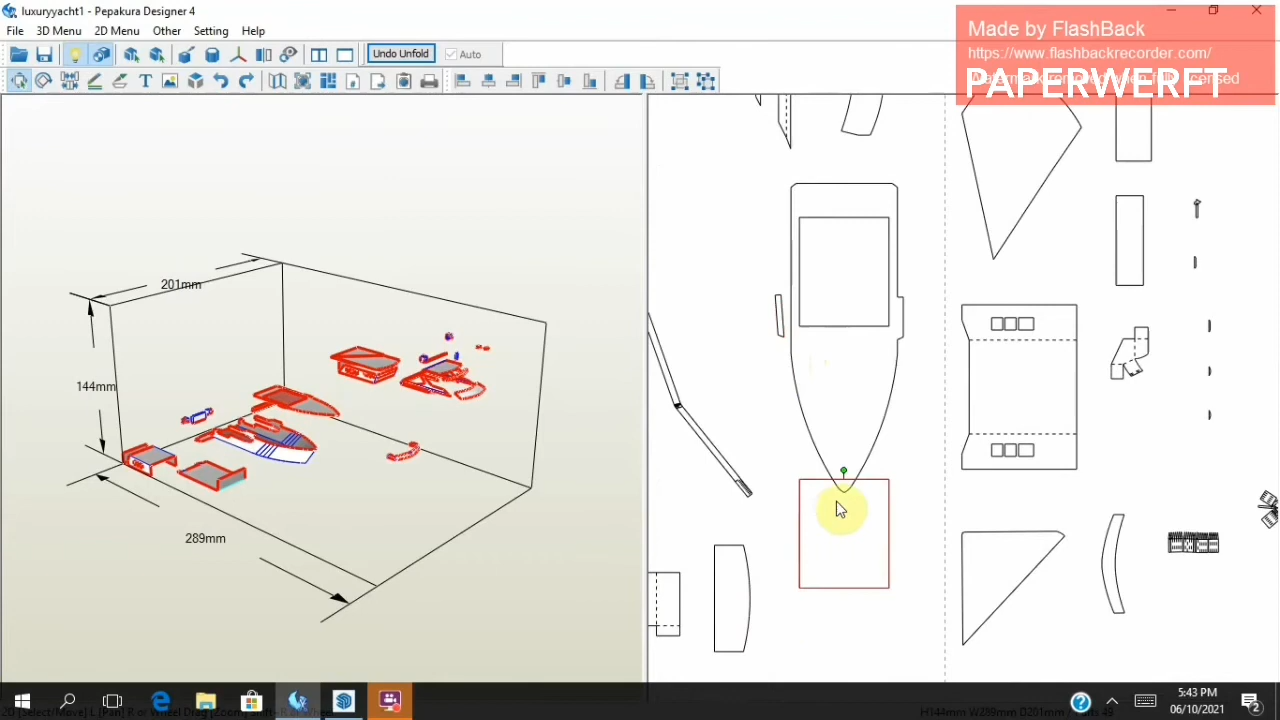 luxuryyacht1 - Pepakura Designer 4
Made by FlashBack
File 3D Menu 2D Menu Other Setting Help
https://www.flashbackrecorder.com/
Undo Unfold Auto
PAPERWERFT
201mm
144mm
289mm
5:43 PM
06/10/2021
2